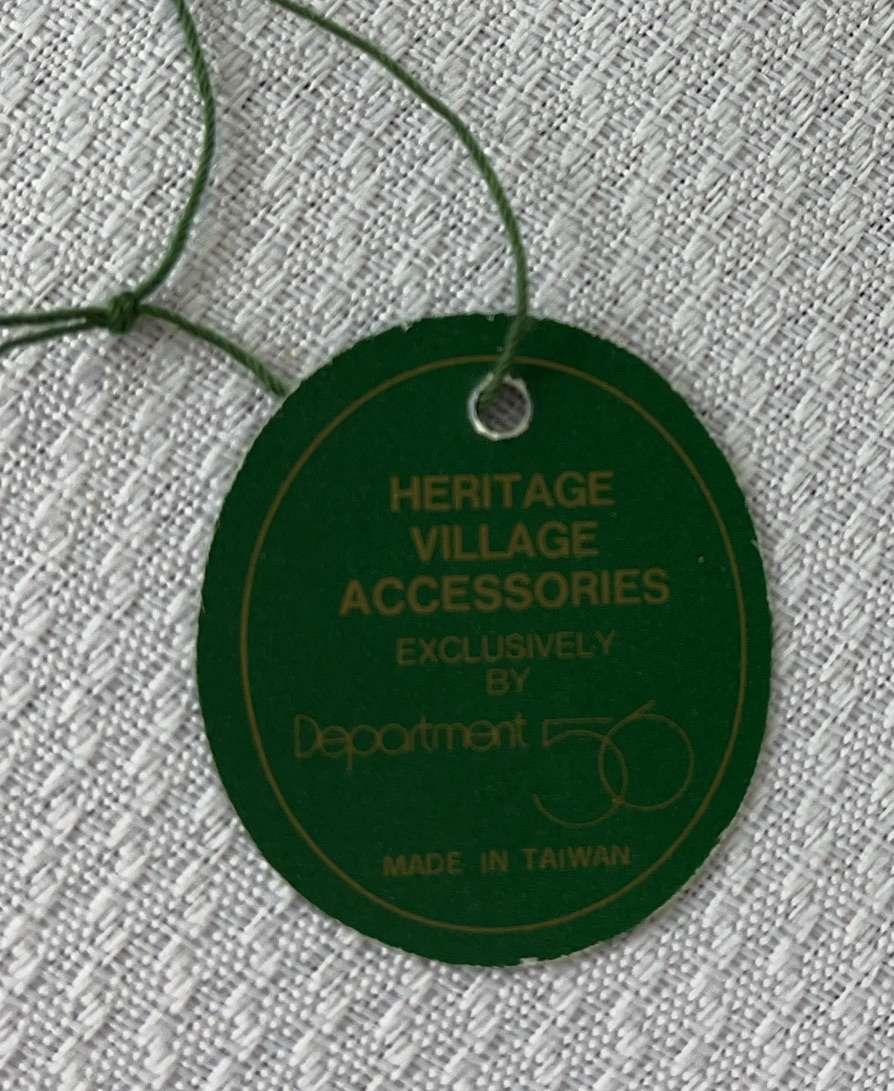 HERITAGE
VILLAGE
ACCESSORIES
EXCLUSIVELY
BY
Department 56
MADE IN TAIWAN